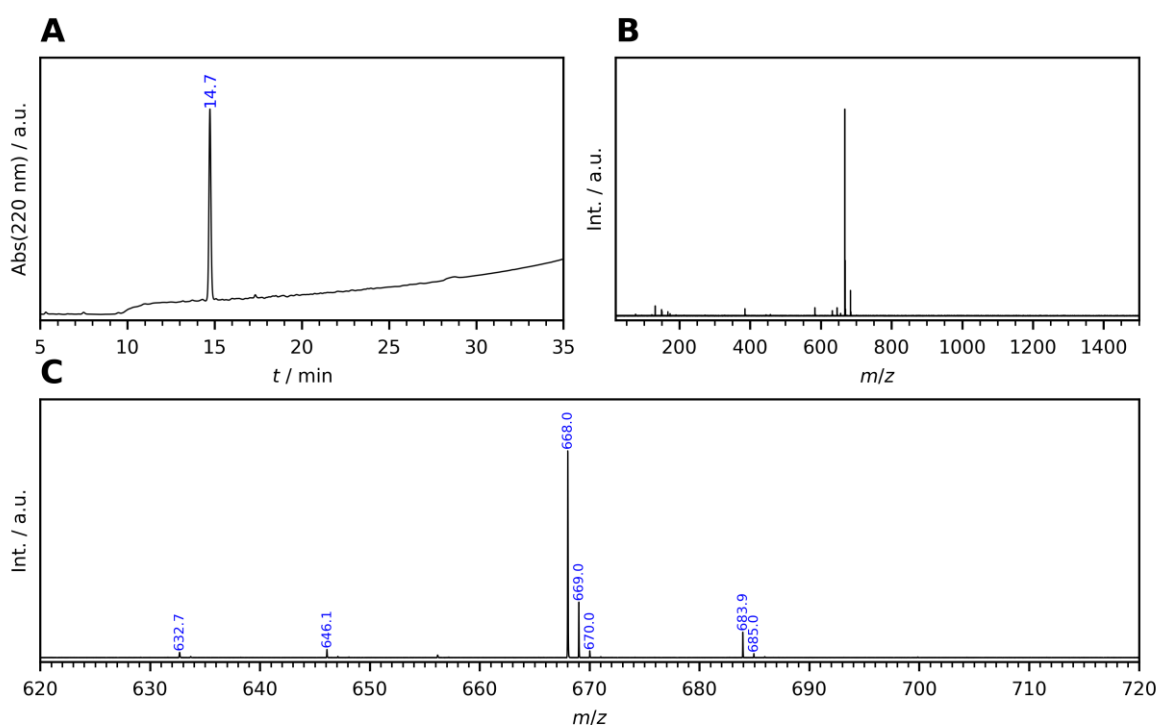 A
Abs(220 nm) / a.u.
14.7
5 10 15 20 25 30 35
t / min
B
Int. / a.u.
200 400 600 800 1000 1200 1400
m/z
C
Int. / a.u.
632.7
646.1
668.0
669.0
670.0
683.9
685.0
620 630 640 650 660 670 680 690 700 710 720
m/z